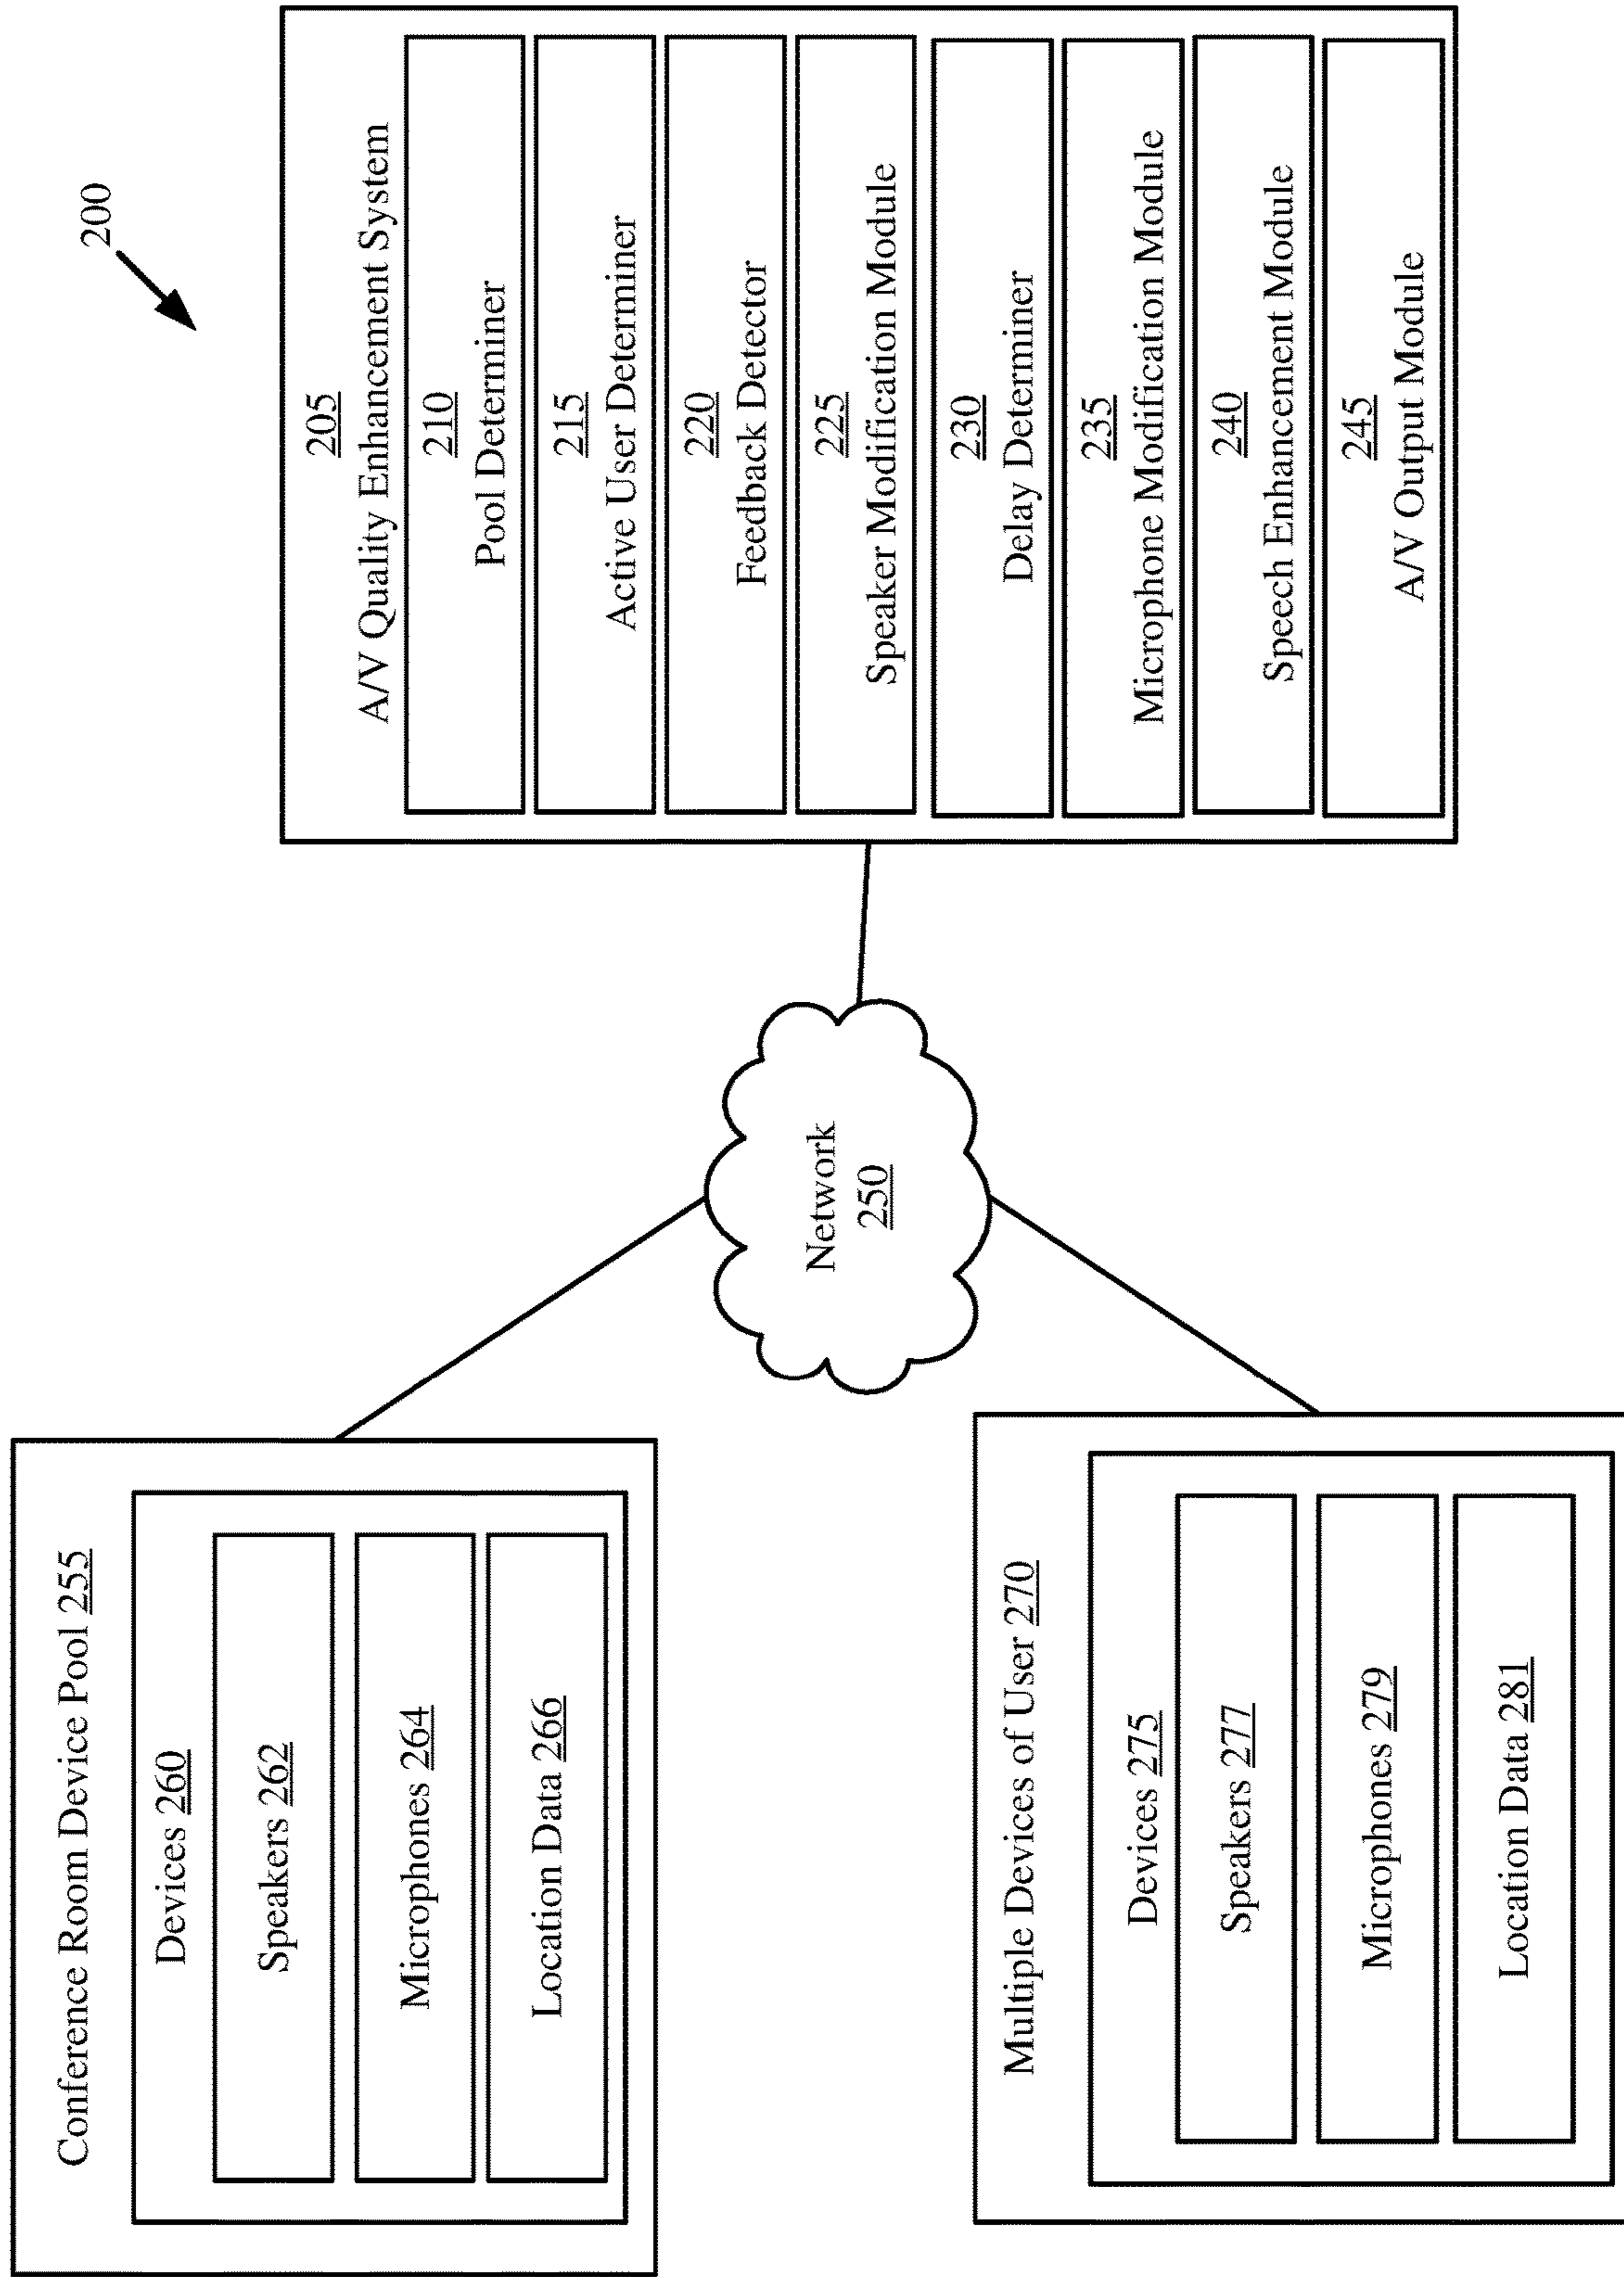 200
205
A/V Quality Enhancement System
210
Pool Determiner
215
Active User Determiner
220
Feedback Detector
225
Speaker Modification Module
230
Delay Determiner
235
Microphone Modification Module
240
Speech Enhancement Module
245
A/V Output Module
Network
250
Conference Room Device Pool 255
Devices 260
Speakers 262
Microphones 264
Location Data 266
Multiple Devices of User 270
Devices 275
Speakers 277
Microphones 279
Location Data 281